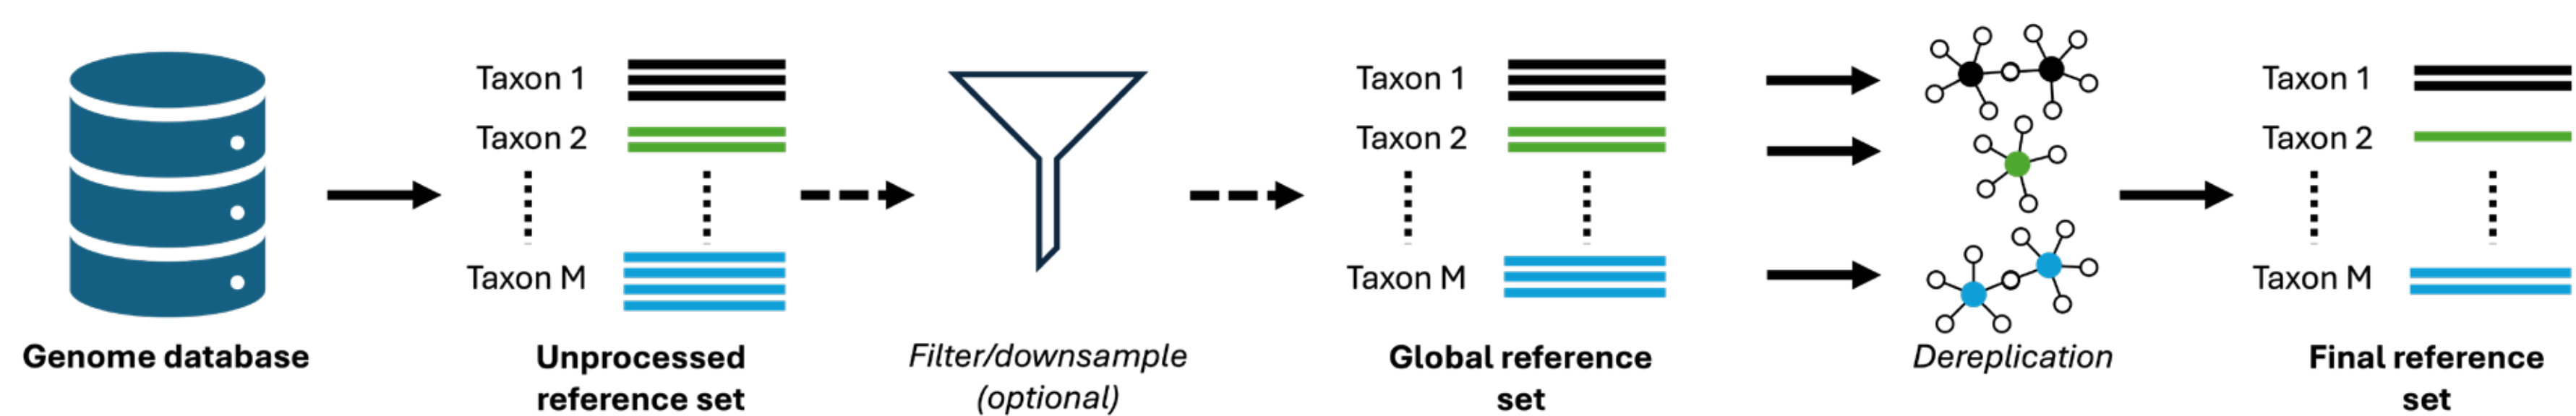 Genome database
Taxon 1
Taxon 2
Taxon M
Unprocessed
reference set
Filter/downsample
(optional)
Taxon 1
Taxon 2
Taxon M
Global reference
set
Dereplication
Taxon 1
Taxon 2
Taxon M
Final reference
set